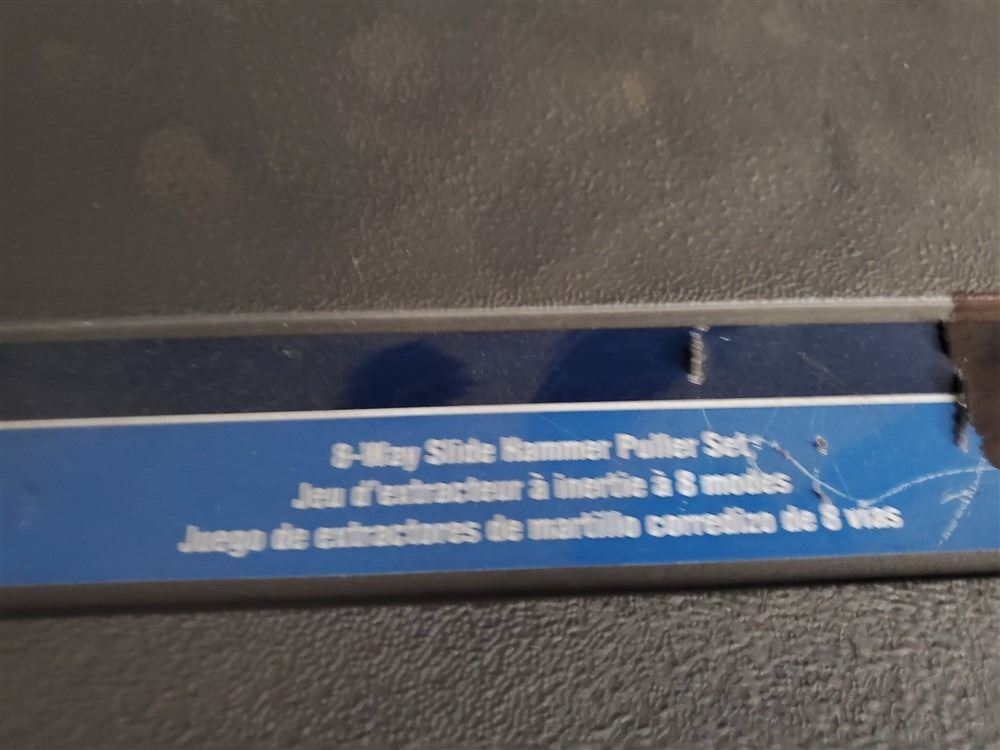 8-Way Slide Hammer Puller Set
Jeu d'extracteur à inertie à 8 modes
Juego de extractores de martillo corredizo de 8 vías